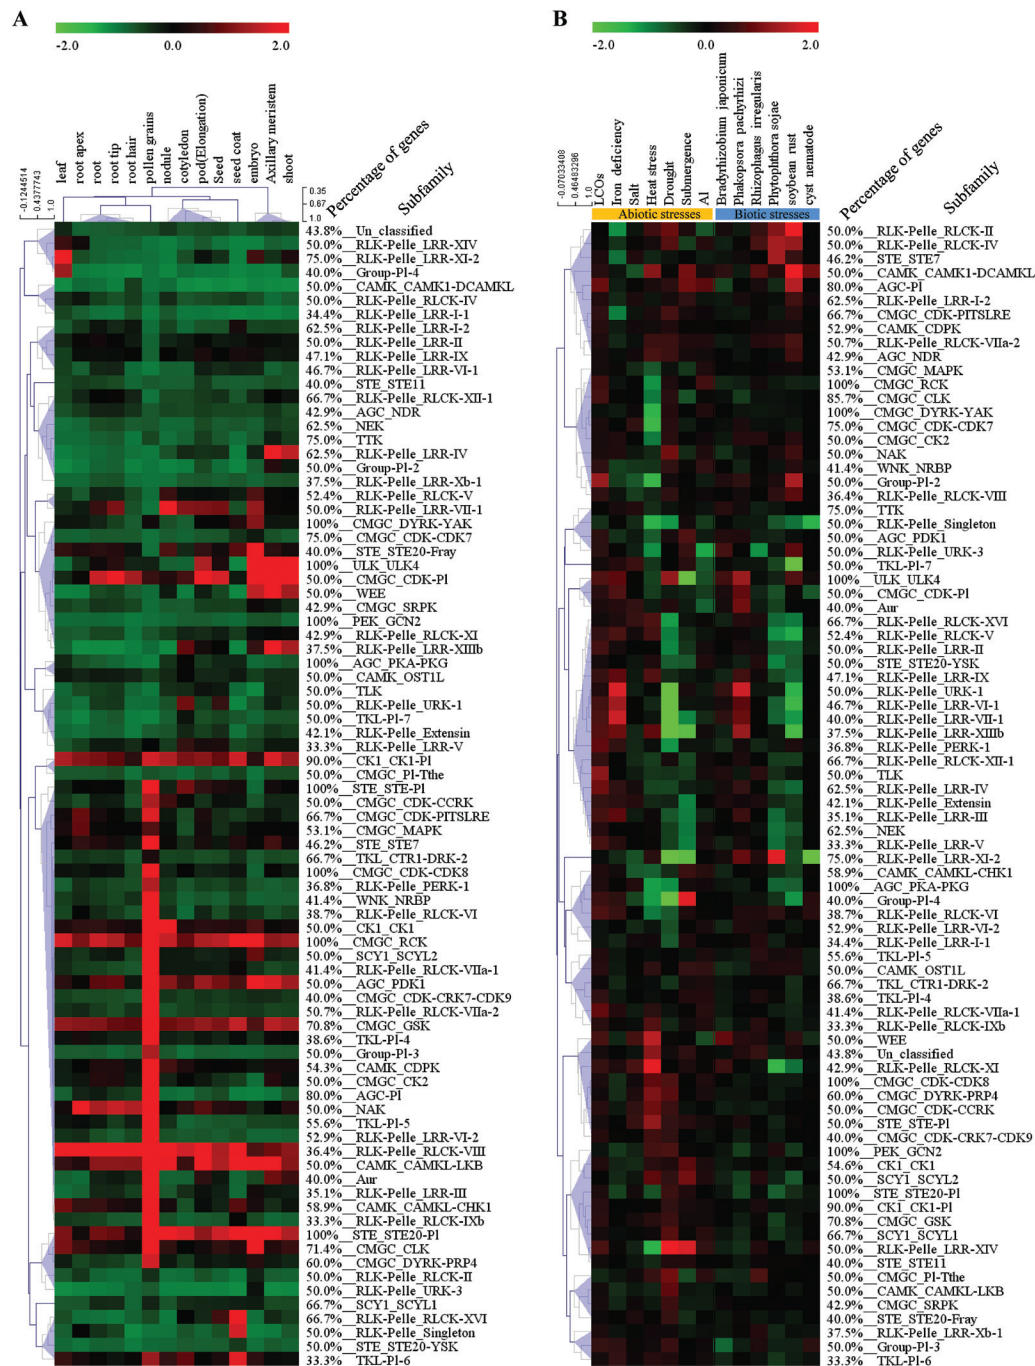 A
-2.0 0.0 2.0
leaf
root apex
root
root tip
root hair
pollen grains
nodule
cotyledon
pod(Elongation)
Seed
seed coat
embryo
Axillary meristem
shoot
Percentage of genes
Subfamily
-0.1244514
0.4377743
1.0
0.35
0.67
1.0
43.8%__Un_classified
50.0%__RLK-Pelle_LRR-XIV
75.0%__RLK-Pelle_LRR-XI-2
40.0%__Group-Pl-4
50.0%__CAMK_CAMK1-DCAMKL
50.0%__RLK-Pelle_RLCK-IV
34.4%__RLK-Pelle_LRR-I-1
62.5%__RLK-Pelle_LRR-I-2
50.0%__RLK-Pelle_LRR-II
47.1%__RLK-Pelle_LRR-IX
46.7%__RLK-Pelle_LRR-VI-1
40.0%__STE_STE11
66.7%__RLK-Pelle_RLCK-XII-1
42.9%__AGC_NDR
62.5%__NEK
75.0%__TTK
62.5%__RLK-Pelle_LRR-IV
50.0%__Group-Pl-2
37.5%__RLK-Pelle_LRR-Xb-1
52.4%__RLK-Pelle_RLCK-V
50.0%__RLK-Pelle_LRR-VII-1
100%__CMGC_DYRK-YAK
75.0%__CMGC_CDK-CDK7
40.0%__STE_STE20-Fray
100%__ULK_ULK4
50.0%__CMGC_CDK-Pl
50.0%__WEE
42.9%__CMGC_SRPK
100%__PEK_GCN2
42.9%__RLK-Pelle_RLCK-XI
37.5%__RLK-Pelle_LRR-XIIIb
100%__AGC_PKA-PKG
50.0%__CAMK_OST1L
50.0%__TLK
50.0%__RLK-Pelle_URK-1
50.0%__TKL-Pl-7
42.1%__RLK-Pelle_Extensin
33.3%__RLK-Pelle_LRR-V
90.0%__CK1_CK1-Pl
50.0%__CMGC_Pl-Tthe
100%__STE_STE-Pl
50.0%__CMGC_CDK-CCRK
66.7%__CMGC_CDK-PITSLRE
53.1%__CMGC_MAPK
46.2%__STE_STE7
66.7%__TKL_CTR1-DRK-2
100%__CMGC_CDK-CDK8
36.8%__RLK-Pelle_PERK-1
41.4%__WNK_NRBP
38.7%__RLK-Pelle_RLCK-VI
50.0%__CK1_CK1
100%__CMGC_RCK
50.0%__SCY1_SCYL2
41.4%__RLK-Pelle_RLCK-VIIa-1
50.0%__AGC_PDK1
40.0%__CMGC_CDK-CRK7-CDK9
50.7%__RLK-Pelle_RLCK-VIIa-2
70.8%__CMGC_GSK
38.6%__TKL-Pl-4
50.0%__Group-Pl-3
54.3%__CAMK_CDPK
50.0%__CMGC_CK2
80.0%__AGC-Pl
50.0%__NAK
55.6%__TKL-Pl-5
52.9%__RLK-Pelle_LRR-VI-2
36.4%__RLK-Pelle_RLCK-VIII
50.0%__CAMK_CAMKL-LKB
40.0%__Aur
35.1%__RLK-Pelle_LRR-III
58.9%__CAMK_CAMKL-CHK1
33.3%__RLK-Pelle_RLCK-IXb
100%__STE_STE20-Pl
71.4%__CMGC_CLK
60.0%__CMGC_DYRK-PRP4
50.0%__RLK-Pelle_RLCK-II
50.0%__RLK-Pelle_URK-3
66.7%__SCY1_SCYL1
66.7%__RLK-Pelle_RLCK-XVI
50.0%__RLK-Pelle_Singleton
50.0%__STE_STE20-YSK
33.3%__TKL-Pl-6
B
-2.0 0.0 2.0
LCOs
Iron deficiency
Salt
Heat stress
Drought
Submergence
Al
Bradyrhizobium japonicum
Phakopsora pachyrhizi
Rhizophagus irregularis
Phytophthora sojae
soybean rust
cyst nematode
Percentage of genes
Subfamily
-0.07033408
0.46483296
1.0
Abiotic stresses
Biotic stresses
50.0%__RLK-Pelle_RLCK-II
50.0%__RLK-Pelle_RLCK-IV
46.2%__STE_STE7
50.0%__CAMK_CAMK1-DCAMKL
80.0%__AGC-Pl
62.5%__RLK-Pelle_LRR-I-2
66.7%__CMGC_CDK-PITSLRE
52.9%__CAMK_CDPK
50.7%__RLK-Pelle_RLCK-VIIa-2
42.9%__AGC_NDR
53.1%__CMGC_MAPK
100%__CMGC_RCK
85.7%__CMGC_CLK
100%__CMGC_DYRK-YAK
75.0%__CMGC_CDK-CDK7
50.0%__CMGC_CK2
50.0%__NAK
41.4%__WNK_NRBP
50.0%__Group-Pl-2
36.4%__RLK-Pelle_RLCK-VIII
75.0%__TTK
50.0%__RLK-Pelle_Singleton
50.0%__AGC_PDK1
50.0%__RLK-Pelle_URK-3
50.0%__TKL-Pl-7
100%__ULK_ULK4
50.0%__CMGC_CDK-Pl
40.0%__Aur
66.7%__RLK-Pelle_RLCK-XVI
52.4%__RLK-Pelle_RLCK-V
50.0%__RLK-Pelle_LRR-II
50.0%__STE_STE20-YSK
47.1%__RLK-Pelle_LRR-IX
50.0%__RLK-Pelle_URK-1
46.7%__RLK-Pelle_LRR-VI-1
40.0%__RLK-Pelle_LRR-VII-1
37.5%__RLK-Pelle_LRR-XIIIb
36.8%__RLK-Pelle_PERK-1
66.7%__RLK-Pelle_RLCK-XII-1
50.0%__TLK
62.5%__RLK-Pelle_LRR-IV
42.1%__RLK-Pelle_Extensin
35.1%__RLK-Pelle_LRR-III
62.5%__NEK
33.3%__RLK-Pelle_LRR-V
75.0%__RLK-Pelle_LRR-XI-2
58.9%__CAMK_CAMKL-CHK1
100%__AGC_PKA-PKG
40.0%__Group-Pl-4
38.7%__RLK-Pelle_RLCK-VI
52.9%__RLK-Pelle_LRR-VI-2
34.4%__RLK-Pelle_LRR-I-1
55.6%__TKL-Pl-5
50.0%__CAMK_OST1L
66.7%__TKL_CTR1-DRK-2
38.6%__TKL-Pl-4
41.4%__RLK-Pelle_RLCK-VIIa-1
33.3%__RLK-Pelle_RLCK-IXb
50.0%__WEE
43.8%__Un_classified
42.9%__RLK-Pelle_RLCK-XI
100%__CMGC_CDK-CDK8
60.0%__CMGC_DYRK-PRP4
50.0%__CMGC_CDK-CCRK
50.0%__STE_STE-Pl
40.0%__CMGC_CDK-CRK7-CDK9
100%__PEK_GCN2
54.6%__CK1_CK1
50.0%__SCY1_SCYL2
100%__STE_STE20-Pl
90.0%__CK1_CK1-Pl
70.8%__CMGC_GSK
66.7%__SCY1_SCYL1
50.0%__RLK-Pelle_LRR-XIV
40.0%__STE_STE11
50.0%__CMGC_Pl-Tthe
50.0%__CAMK_CAMKL-LKB
42.9%__CMGC_SRPK
40.0%__STE_STE20-Fray
37.5%__RLK-Pelle_LRR-Xb-1
50.0%__Group-Pl-3
33.3%__TKL-Pl-6